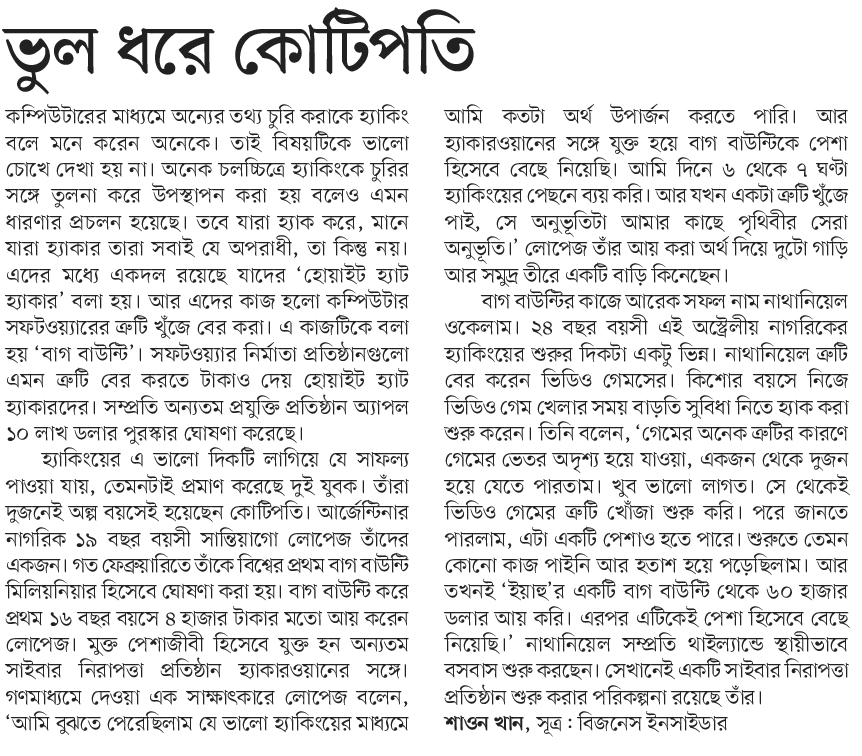 ভুল ধরে কোটিপতি
কম্পিউটারের মাধ্যমে অন্যের তথ্য চুরি করাকে হ্যাকিং
বলে মনে করেন অনেকে। তাই বিষয়টিকে ভালো
চোখে দেখা হয় না। অনেক চলচ্চিত্রে হ্যাকিংকে চুরির
সঙ্গে তুলনা করে উপস্থাপন করা হয় বলেও এমন
ধারণার প্রচলন হয়েছে। তবে যারা হ্যাক করে, মানে
যারা হ্যাকার তারা সবাই যে অপরাধী, তা কিন্তু নয়।
এদের মধ্যে একদল রয়েছে যাদের ‘হোয়াইট হ্যাট
হ্যাকার’ বলা হয়। আর এদের কাজ হলো কম্পিউটার
সফটওয়্যারের ত্রুটি খুঁজে বের করা। এ কাজটিকে বলা
হয় ‘বাগ বাউন্টি’। সফটওয়্যার নির্মাতা প্রতিষ্ঠানগুলো
এমন ত্রুটি বের করতে টাকাও দেয় হোয়াইট হ্যাট
হ্যাকারদের। সম্প্রতি অন্যতম প্রযুক্তি প্রতিষ্ঠান অ্যাপল
১০ লাখ ডলার পুরস্কার ঘোষণা করেছে।
হ্যাকিংয়ের এ ভালো দিকটি লাগিয়ে যে সাফল্য
পাওয়া যায়, তেমনটাই প্রমাণ করেছে দুই যুবক। তাঁরা
দুজনেই অল্প বয়সেই হয়েছেন কোটিপতি। আর্জেন্টিনার
নাগরিক ১৯ বছর বয়সী সান্তিয়াগো লোপেজ তাঁদের
একজন। গত ফেব্রুয়ারিতে তাঁকে বিশ্বের প্রথম বাগ বাউন্টি
মিলিয়নিয়ার হিসেবে ঘোষণা করা হয়। বাগ বাউন্টি করে
প্রথম ১৬ বছর বয়সে ৪ হাজার টাকার মতো আয় করেন
লোপেজ। মুক্ত পেশাজীবী হিসেবে যুক্ত হন অন্যতম
সাইবার নিরাপত্তা প্রতিষ্ঠান হ্যাকারওয়ানের সঙ্গে।
গণমাধ্যমে দেওয়া এক সাক্ষাৎকারে লোপেজ বলেন,
‘আমি বুঝতে পেরেছিলাম যে ভালো হ্যাকিংয়ের মাধ্যমে
আমি কতটা অর্থ উপার্জন করতে পারি। আর
হ্যাকারওয়ানের সঙ্গে যুক্ত হয়ে বাগ বাউন্টিকে পেশা
হিসেবে বেছে নিয়েছি। আমি দিনে ৬ থেকে ৭ ঘণ্টা
হ্যাকিংয়ের পেছনে ব্যয় করি। আর যখন একটা ত্রুটি খুঁজে
পাই, সে অনুভূতিটা আমার কাছে পৃথিবীর সেরা
অনুভূতি।’ লোপেজ তাঁর আয় করা অর্থ দিয়ে দুটো গাড়ি
আর সমুদ্র তীরে একটি বাড়ি কিনেছেন।
বাগ বাউন্টির কাজে আরেক সফল নাম নাথানিয়েল
ওকেলাম। ২৪ বছর বয়সী এই অস্ট্রেলীয় নাগরিকের
হ্যাকিংয়ের শুরুর দিকটা একটু ভিন্ন। নাথানিয়েল ত্রুটি
বের করেন ভিডিও গেমসের। কিশোর বয়সে নিজে
ভিডিও গেম খেলার সময় বাড়তি সুবিধা নিতে হ্যাক করা
শুরু করেন। তিনি বলেন, ‘গেমের অনেক ত্রুটির কারণে
গেমের ভেতর অদৃশ্য হয়ে যাওয়া, একজন থেকে দুজন
হয়ে যেতে পারতাম। খুব ভালো লাগত। সে থেকেই
ভিডিও গেমের ত্রুটি খোঁজা শুরু করি। পরে জানতে
পারলাম, এটা একটি পেশাও হতে পারে। শুরুতে তেমন
কোনো কাজ পাইনি আর হতাশ হয়ে পড়েছিলাম। আর
তখনই ‘ইয়াহু’র একটি বাগ বাউন্টি থেকে ৬০ হাজার
ডলার আয় করি। এরপর এটিকেই পেশা হিসেবে বেছে
নিয়েছি।’ নাথানিয়েল সম্প্রতি থাইল্যান্ডে স্থায়ীভাবে
বসবাস শুরু করছেন। সেখানেই একটি সাইবার নিরাপত্তা
প্রতিষ্ঠান শুরু করার পরিকল্পনা রয়েছে তাঁর।
শাওন খান, সূত্র : বিজনেস ইনসাইডার